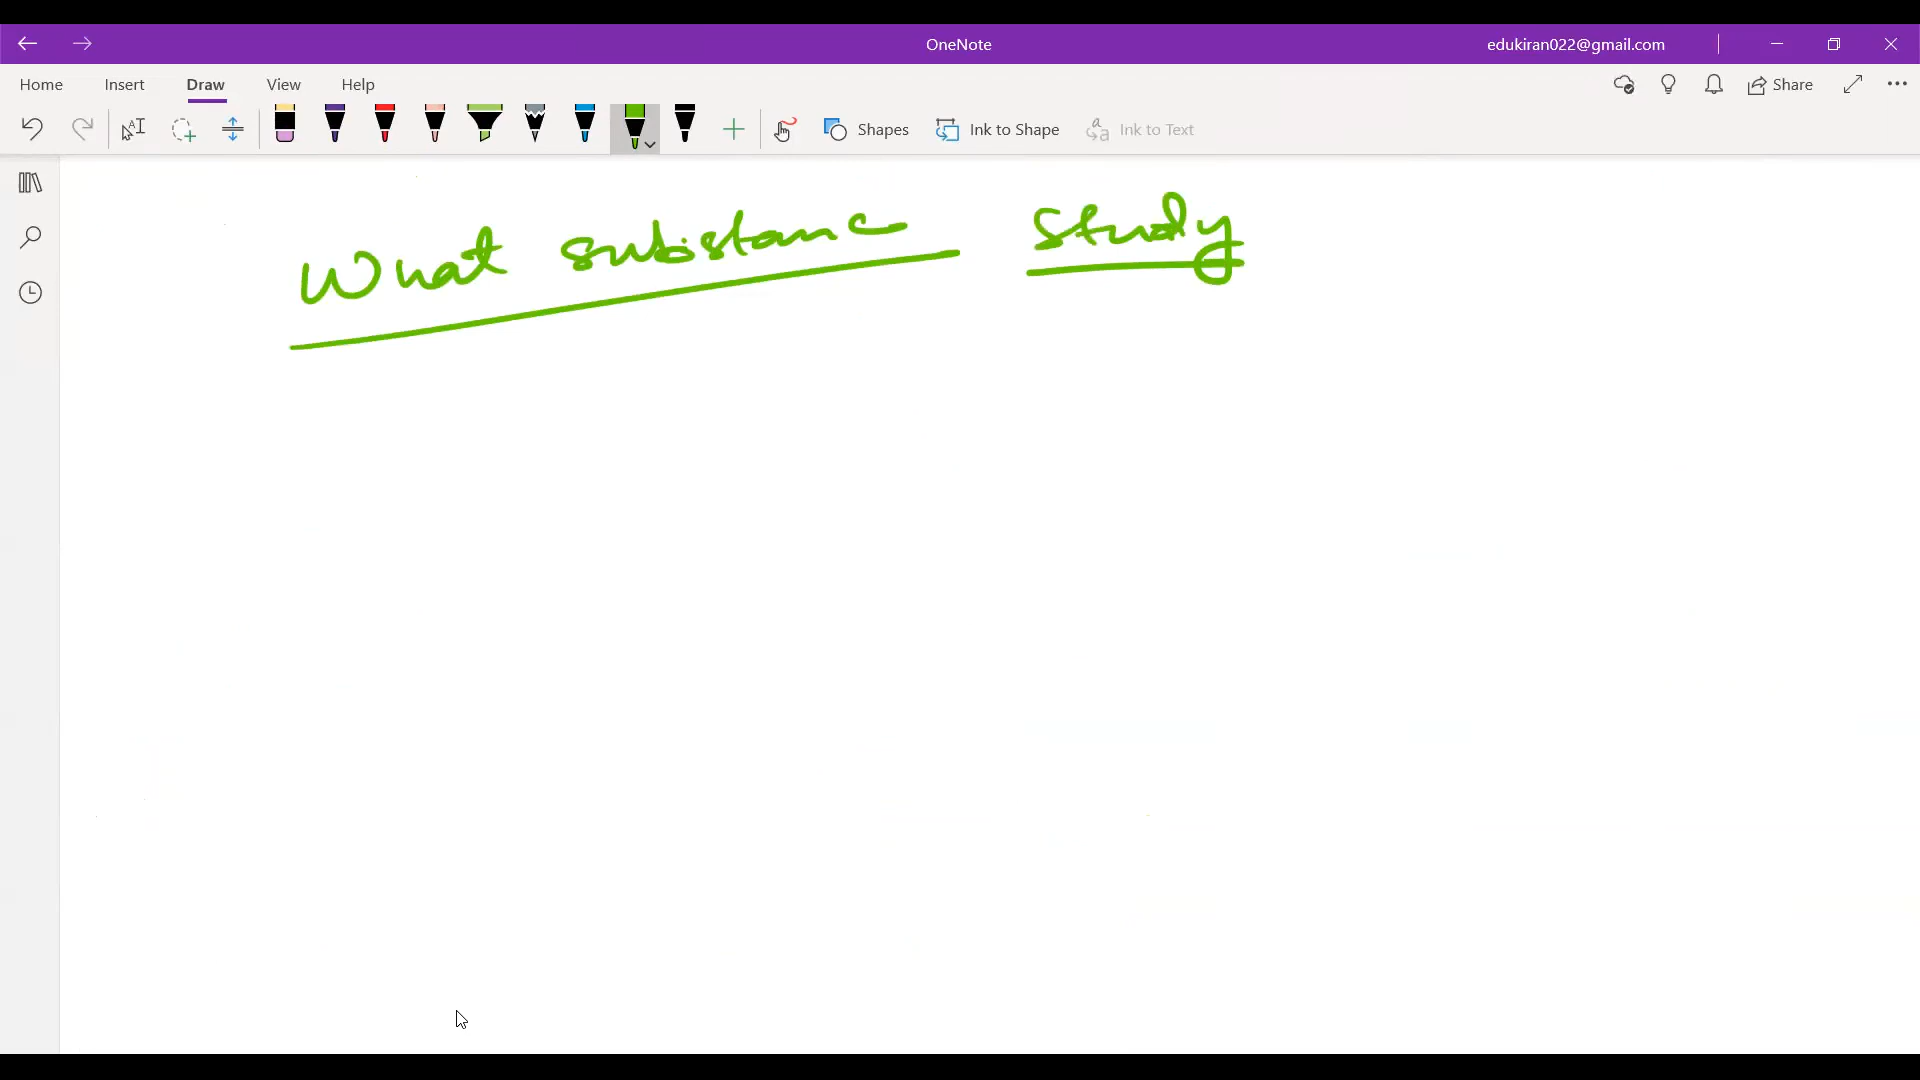 OneNote
edukiran022@gmail.com
Home Insert Draw View Help Share
Shapes Ink to Shape Ink to Text
What substance study